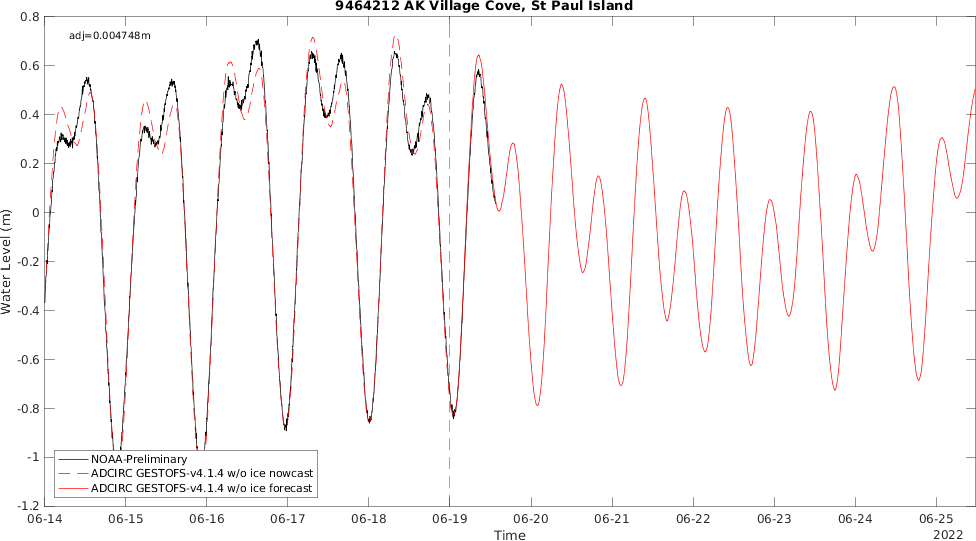 9464212 AK Village Cove, St Paul Island
adj=0.004748m
0.8
0.6
0.4
0.2
0
-0.2
-0.4
-0.6
-0.8
-1
-1.2
Water Level (m)
NOAA-Preliminary
ADCIRC GESTOFS-v4.1.4 w/o ice nowcast
ADCIRC GESTOFS-v4.1.4 w/o ice forecast
06-14 06-15 06-16 06-17 06-18 06-19 06-20 06-21 06-22 06-23 06-24 06-25
Time
2022